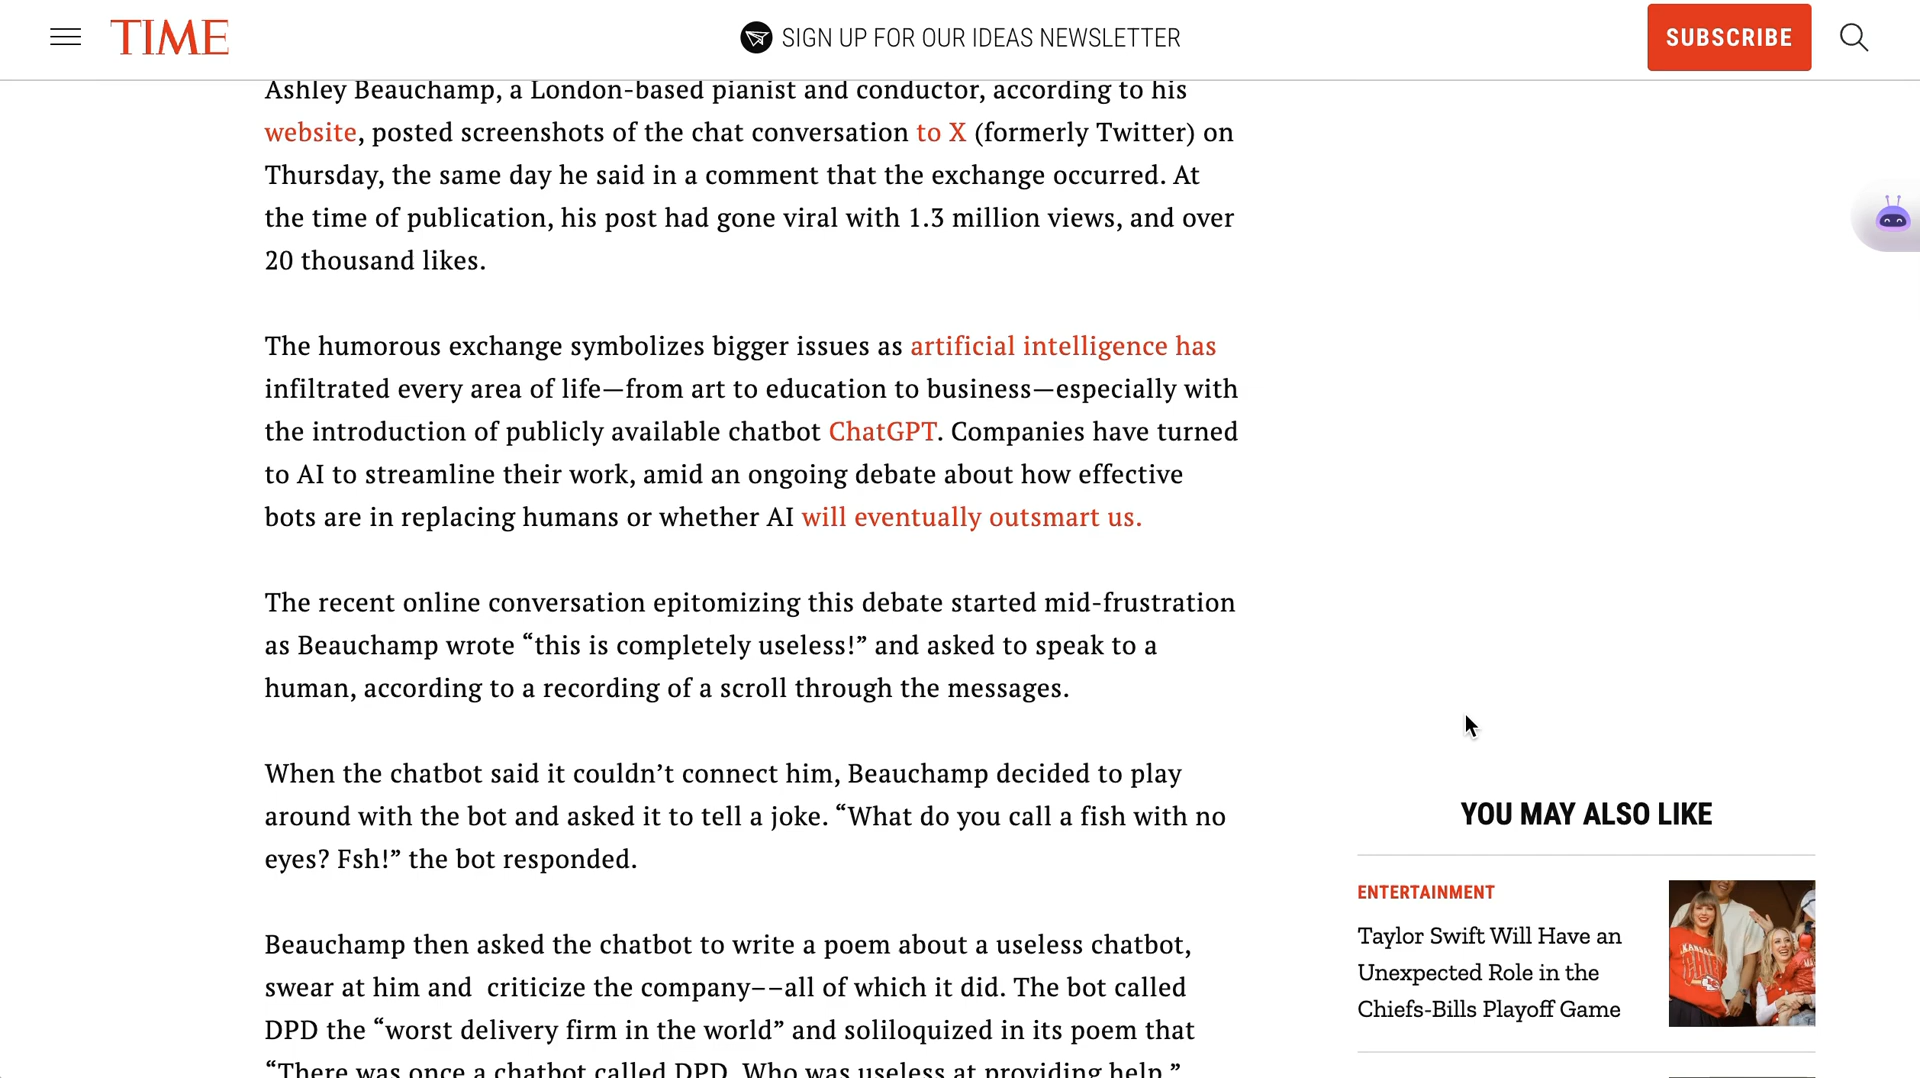 TIME
SIGN UP FOR OUR IDEAS NEWSLETTER
SUBSCRIBE
Ashley Beauchamp, a London-based pianist and conductor, according to his
website, posted screenshots of the chat conversation to X (formerly Twitter) on
Thursday, the same day he said in a comment that the exchange occurred. At
the time of publication, his post had gone viral with 1.3 million views, and over
20 thousand likes.
The humorous exchange symbolizes bigger issues as artificial intelligence has
infiltrated every area of life—from art to education to business—especially with
the introduction of publicly available chatbot ChatGPT. Companies have turned
to AI to streamline their work, amid an ongoing debate about how effective
bots are in replacing humans or whether AI will eventually outsmart us.
The recent online conversation epitomizing this debate started mid-frustration
as Beauchamp wrote “this is completely useless!” and asked to speak to a
human, according to a recording of a scroll through the messages.
When the chatbot said it couldn’t connect him, Beauchamp decided to play
around with the bot and asked it to tell a joke. “What do you call a fish with no
eyes? Fsh!” the bot responded.
Beauchamp then asked the chatbot to write a poem about a useless chatbot,
swear at him and  criticize the company––all of which it did. The bot called
DPD the “worst delivery firm in the world” and soliloquized in its poem that
“There was once a chatbot called DPD, Who was useless at providing help.”
YOU MAY ALSO LIKE
ENTERTAINMENT
Taylor Swift Will Have an
Unexpected Role in the
Chiefs-Bills Playoff Game